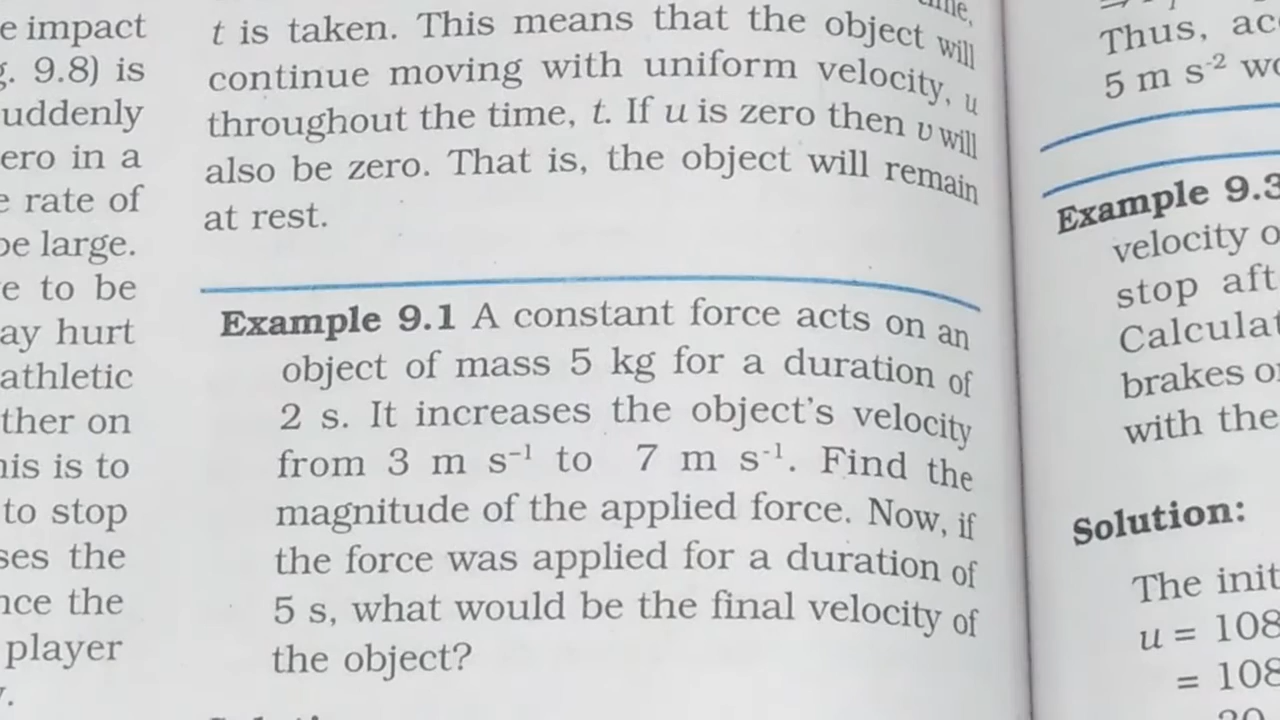 e impact
. 9.8) is
uddenly
ero in a
e rate of
be large.
e to be
ay hurt
athletic
ther on
his is to
to stop
ses the
nce the
player
t is taken. This means that the object will
continue moving with uniform velocity, u
throughout the time, t. If u is zero then v will
also be zero. That is, the object will remain
at rest.
Example 9.1 A constant force acts on an
object of mass 5 kg for a duration of
2 s. It increases the object's velocity
from 3 m s⁻¹ to 7 m s⁻¹. Find the
magnitude of the applied force. Now, if
the force was applied for a duration of
5 s, what would be the final velocity of
the object?
Thus, acc
5 m s⁻² wo
Example 9.3
velocity o
stop aft
Calculat
brakes o
with the
Solution:
The init
u = 108
= 108